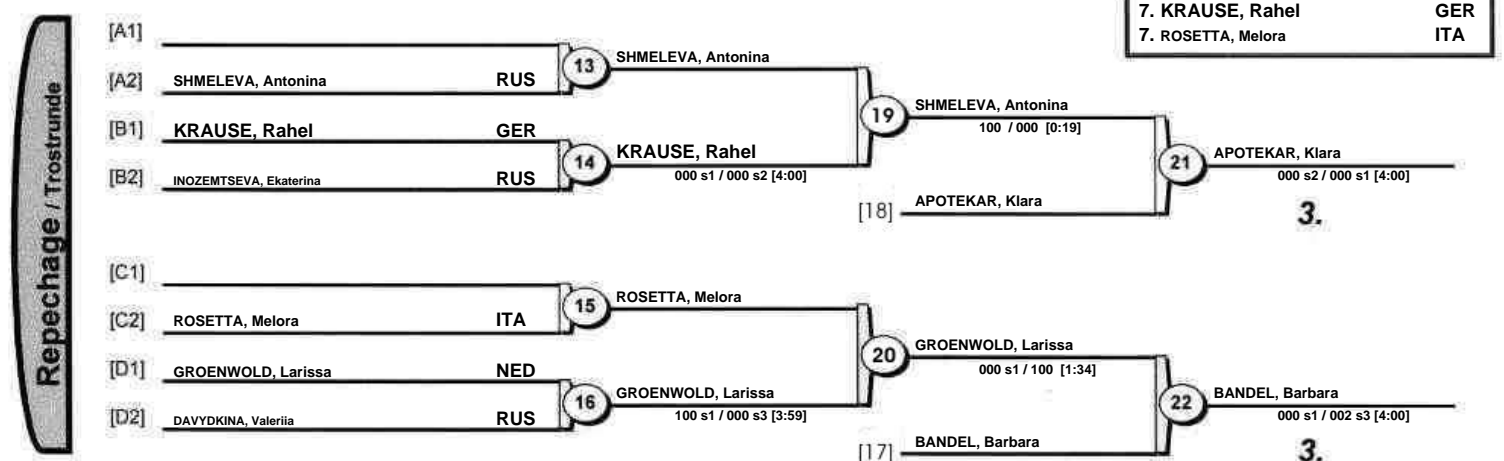 7. KRAUSE, Rahel GER
7. ROSETTA, Melora ITA
Repechage / Trostrunde
[A1]
[A2] SHMELEVA, Antonina RUS
13 SHMELEVA, Antonina
[B1] KRAUSE, Rahel GER
[B2] INOZEMTSEVA, Ekaterina RUS
14 KRAUSE, Rahel
000 s1 / 000 s2 [4:00]
19 SHMELEVA, Antonina
100 / 000 [0:19]
[18] APOTEKAR, Klara
21 APOTEKAR, Klara
000 s2 / 000 s1 [4:00]
3.
[C1]
[C2] ROSETTA, Melora ITA
15 ROSETTA, Melora
[D1] GROENWOLD, Larissa NED
[D2] DAVYDKINA, Valeriia RUS
16 GROENWOLD, Larissa
100 s1 / 000 s3 [3:59]
20 GROENWOLD, Larissa
000 s1 / 100 [1:34]
[17] BANDEL, Barbara
22 BANDEL, Barbara
000 s1 / 002 s3 [4:00]
3.